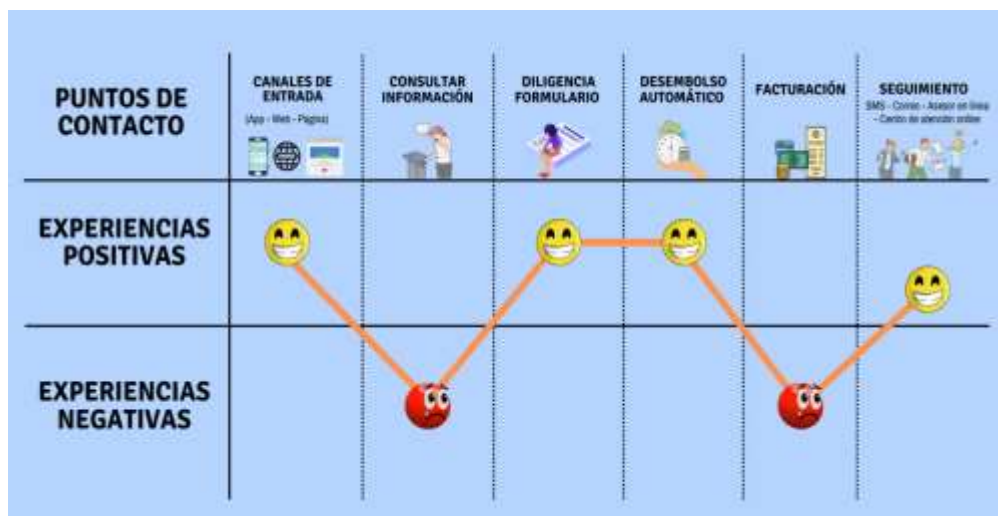 PUNTOS DE
CONTACTO
CANALES DE
ENTRADA
(App - Web - Página)
CONSULTAR
INFORMACIÓN
DILIGENCIA
FORMULARIO
DESEMBOLSO
AUTOMÁTICO
FACTURACIÓN
SEGUIMIENTO
SMS - Correo - Asesor en línea
- Centro de atención online
EXPERIENCIAS
POSITIVAS
EXPERIENCIAS
NEGATIVAS